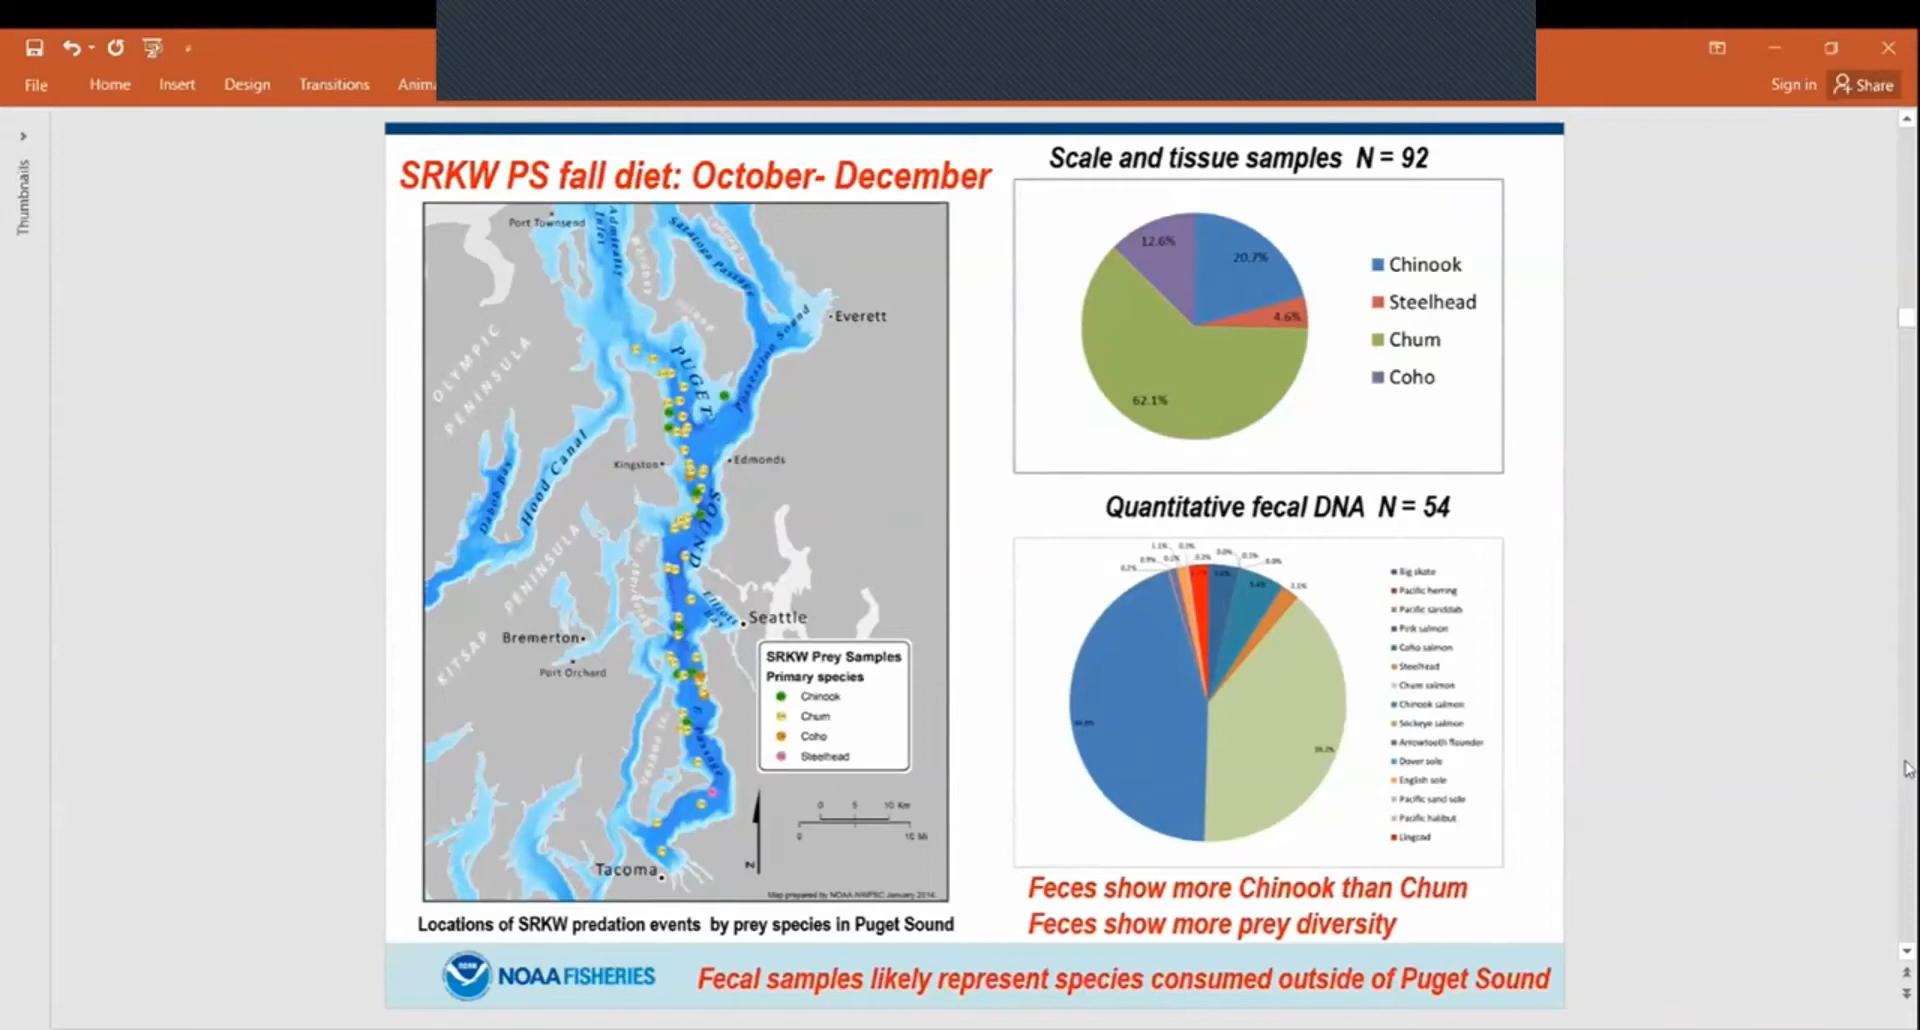 File Home Insert Design Transitions Anim
Sign in Share
Thumbnails
SRKW PS fall diet: October- December
Port Townsend
Admiralty
Inlet
Saratoga Passage
Everett
OLYMPIC
PENINSULA
Possession Sound
PUGET
SOUND
Kingston
Edmonds
Dabob Bay
Hood Canal
KITSAP
PENINSULA
Elliott
Bay
Seattle
Bremerton
Port Orchard
SRKW Prey Samples
Primary species
Chinook
Chum
Coho
Steelhead
Vashon Is.
E. Passage
0 5 10 Km
0 10 Mi
N
Tacoma
Map prepared by NOAA NWFSC January 2014
Locations of SRKW predation events by prey species in Puget Sound
Scale and tissue samples N = 92
12.6%
20.7%
4.6%
62.1%
Chinook
Steelhead
Chum
Coho
Quantitative fecal DNA N = 54
Big skate
Pacific herring
Pacific sanddab
Pink salmon
Coho salmon
Steelhead
Chum salmon
Chinook salmon
Sockeye salmon
Arrowtooth flounder
Dover sole
English sole
Pacific sand sole
Pacific halibut
Lingcod
Feces show more Chinook than Chum
Feces show more prey diversity
NOAA FISHERIES
Fecal samples likely represent species consumed outside of Puget Sound